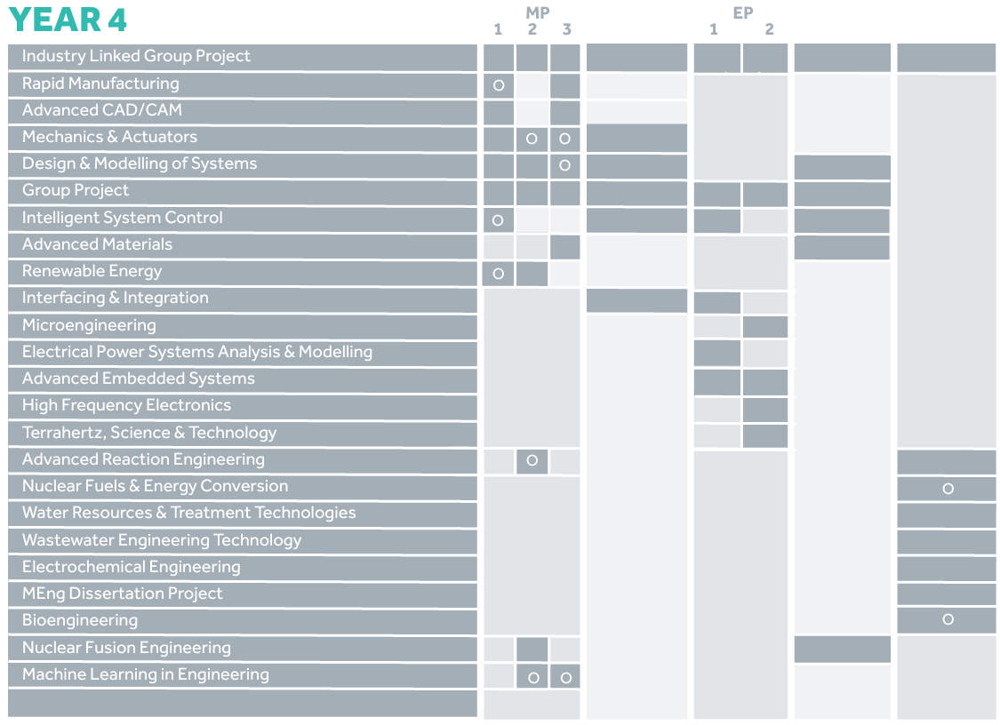 YEAR 4
MP EP
1 2 3 1 2
Industry Linked Group Project
Rapid Manufacturing O
Advanced CAD/CAM
Mechanics & Actuators O O
Design & Modelling of Systems O
Group Project
Intelligent System Control O
Advanced Materials
Renewable Energy O
Interfacing & Integration
Microengineering
Electrical Power Systems Analysis & Modelling
Advanced Embedded Systems
High Frequency Electronics
Terrahertz, Science & Technology
Advanced Reaction Engineering O
Nuclear Fuels & Energy Conversion O
Water Resources & Treatment Technologies
Wastewater Engineering Technology
Electrochemical Engineering
MEng Dissertation Project
Bioengineering O
Nuclear Fusion Engineering
Machine Learning in Engineering O O